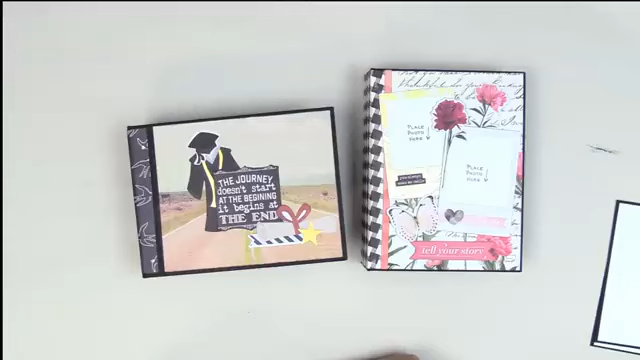 THE JOURNEY
doesn't start
AT THE BEGINING
it begins at
THE END
PLACE
PHOTO
HERE
PLACE
PHOTO
HERE
tell your story